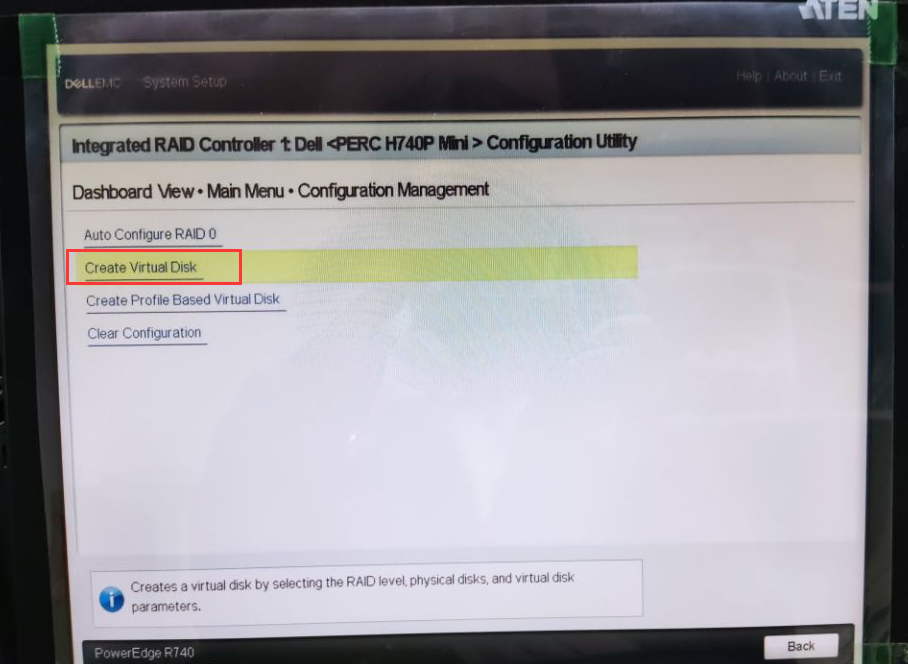 ATEN
DELLEMC System Setup
Help | About | Exit
Integrated RAID Controller 1: Dell <PERC H740P Mini> Configuration Utility
Dashboard View • Main Menu • Configuration Management
Auto Configure RAID 0
Create Virtual Disk
Create Profile Based Virtual Disk
Clear Configuration
Creates a virtual disk by selecting the RAID level, physical disks, and virtual disk
parameters.
PowerEdge R740
Back